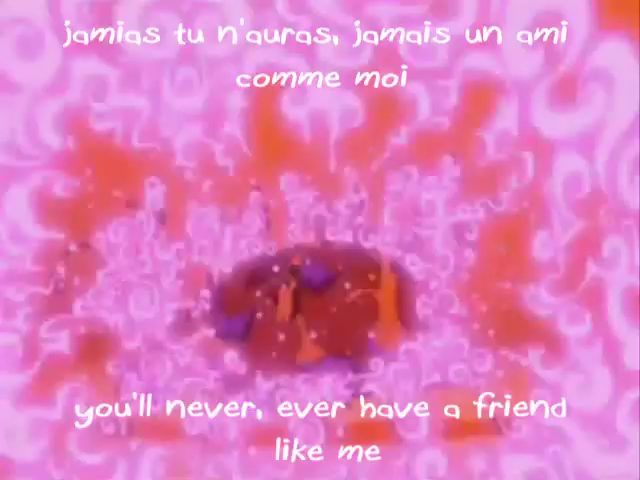 jamias tu n'auras, jamais un ami
comme moi
you'll never, ever have a friend
like me